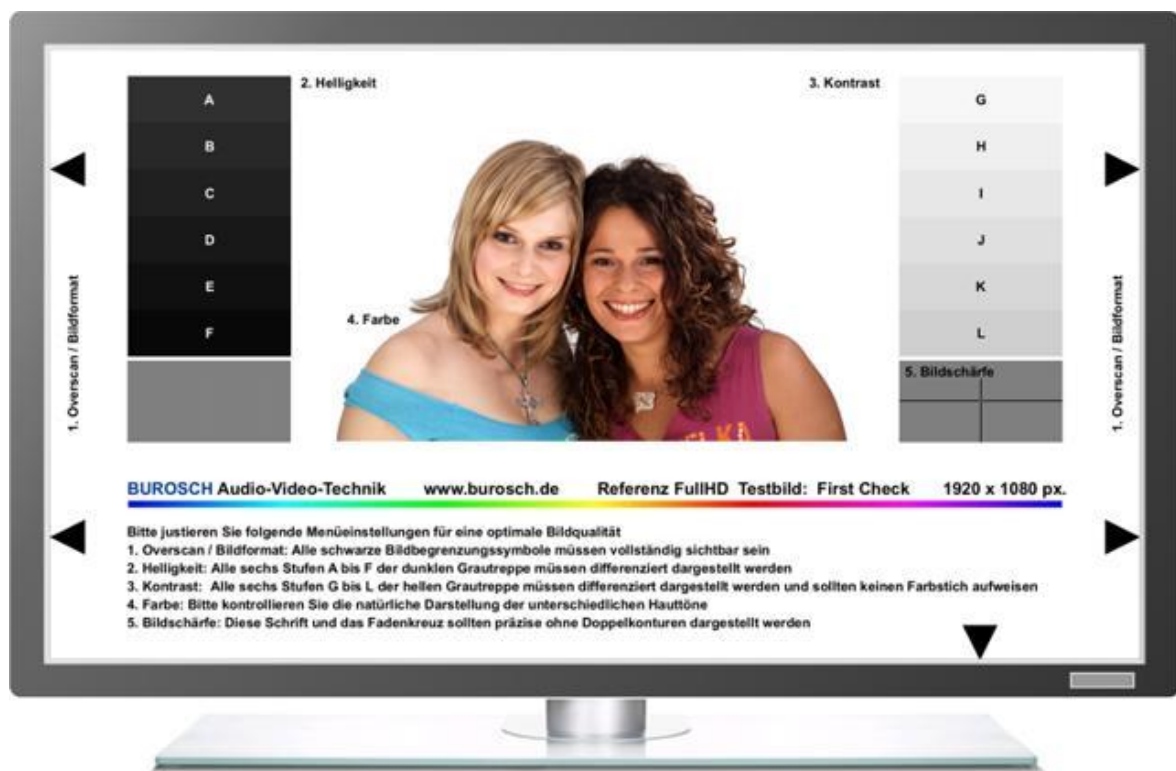 2. Helligkeit
3. Kontrast
A
B
C
D
E
F
G
H
I
J
K
L
1. Overscan / Bildformat
4. Farbe
5. Bildschärfe
1. Overscan / Bildformat
BUROSCH Audio-Video-Technik www.burosch.de Referenz FullHD Testbild: First Check 1920 x 1080 px.
Bitte justieren Sie folgende Menüeinstellungen für eine optimale Bildqualität
1. Overscan / Bildformat: Alle schwarze Bildbegrenzungssymbole müssen vollständig sichtbar sein
2. Helligkeit: Alle sechs Stufen A bis F der dunklen Grautreppe müssen differenziert dargestellt werden
3. Kontrast: Alle sechs Stufen G bis L der hellen Grautreppe müssen differenziert dargestellt werden und sollten keinen Farbstich aufweisen
4. Farbe: Bitte kontrollieren Sie die natürliche Darstellung der unterschiedlichen Hauttöne
5. Bildschärfe: Diese Schrift und das Fadenkreuz sollten präzise ohne Doppelkonturen dargestellt werden